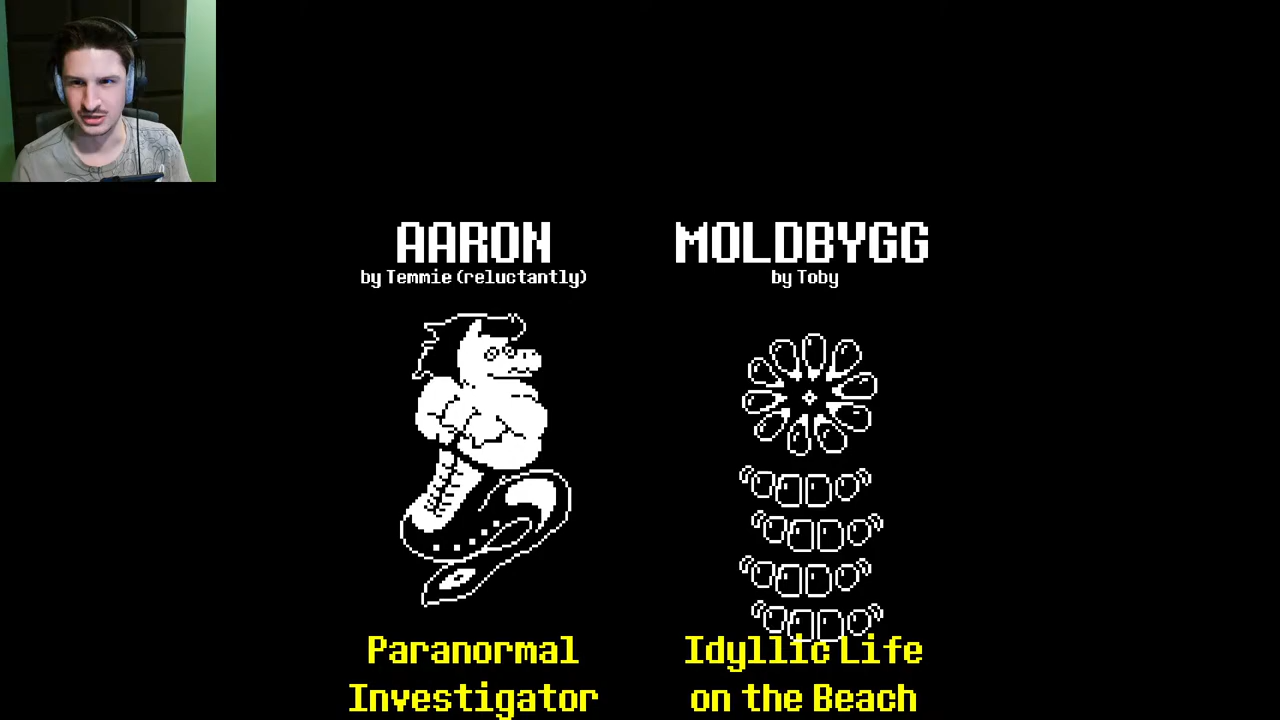 AARON
by Temmie (reluctantly)
MOLDBYGG
by Toby
Paranormal
Investigator
Idyllic Life
on the Beach